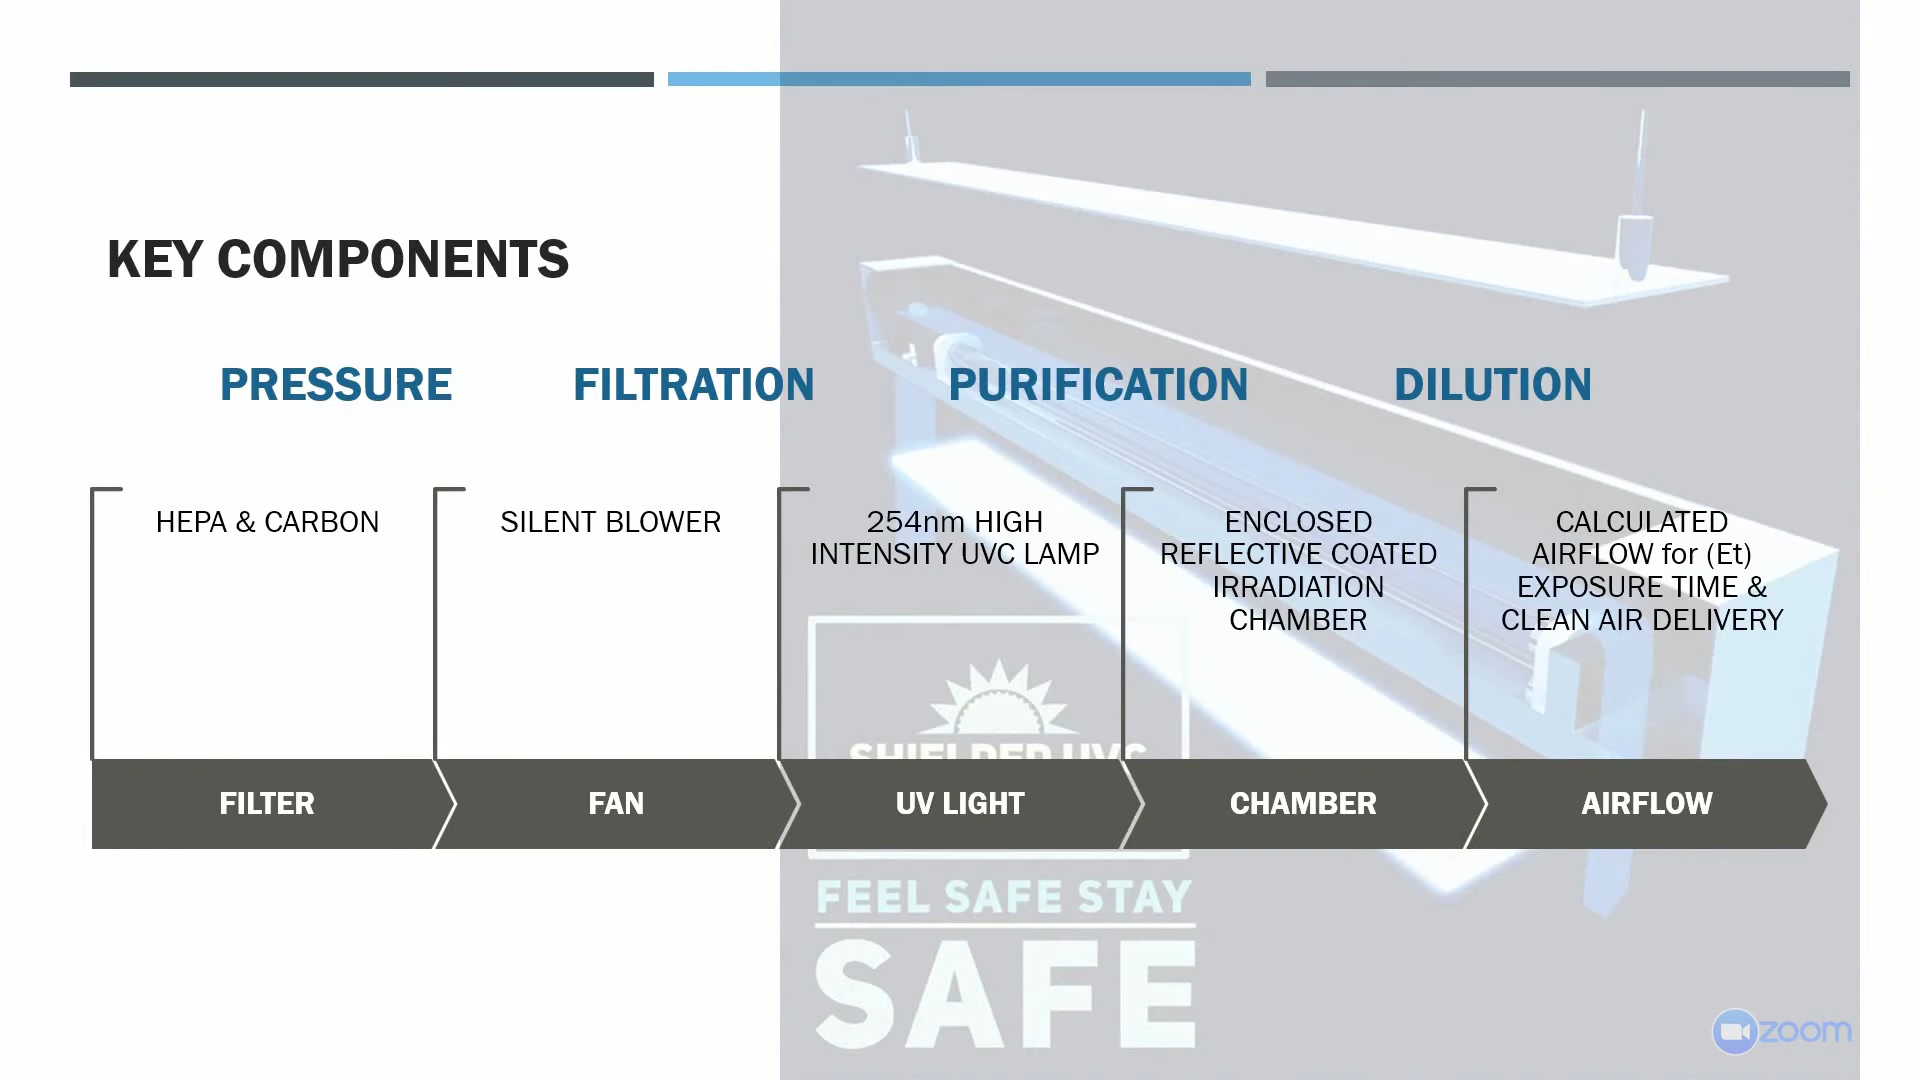 KEY COMPONENTS
PRESSURE FILTRATION PURIFICATION DILUTION
HEPA & CARBON
SILENT BLOWER
254nm HIGH
INTENSITY UVC LAMP
ENCLOSED
REFLECTIVE COATED
IRRADIATION
CHAMBER
CALCULATED
AIRFLOW for (Et)
EXPOSURE TIME &
CLEAN AIR DELIVERY
SHIELDED UVC
FILTER FAN UV LIGHT CHAMBER AIRFLOW
FEEL SAFE STAY
SAFE
zoom